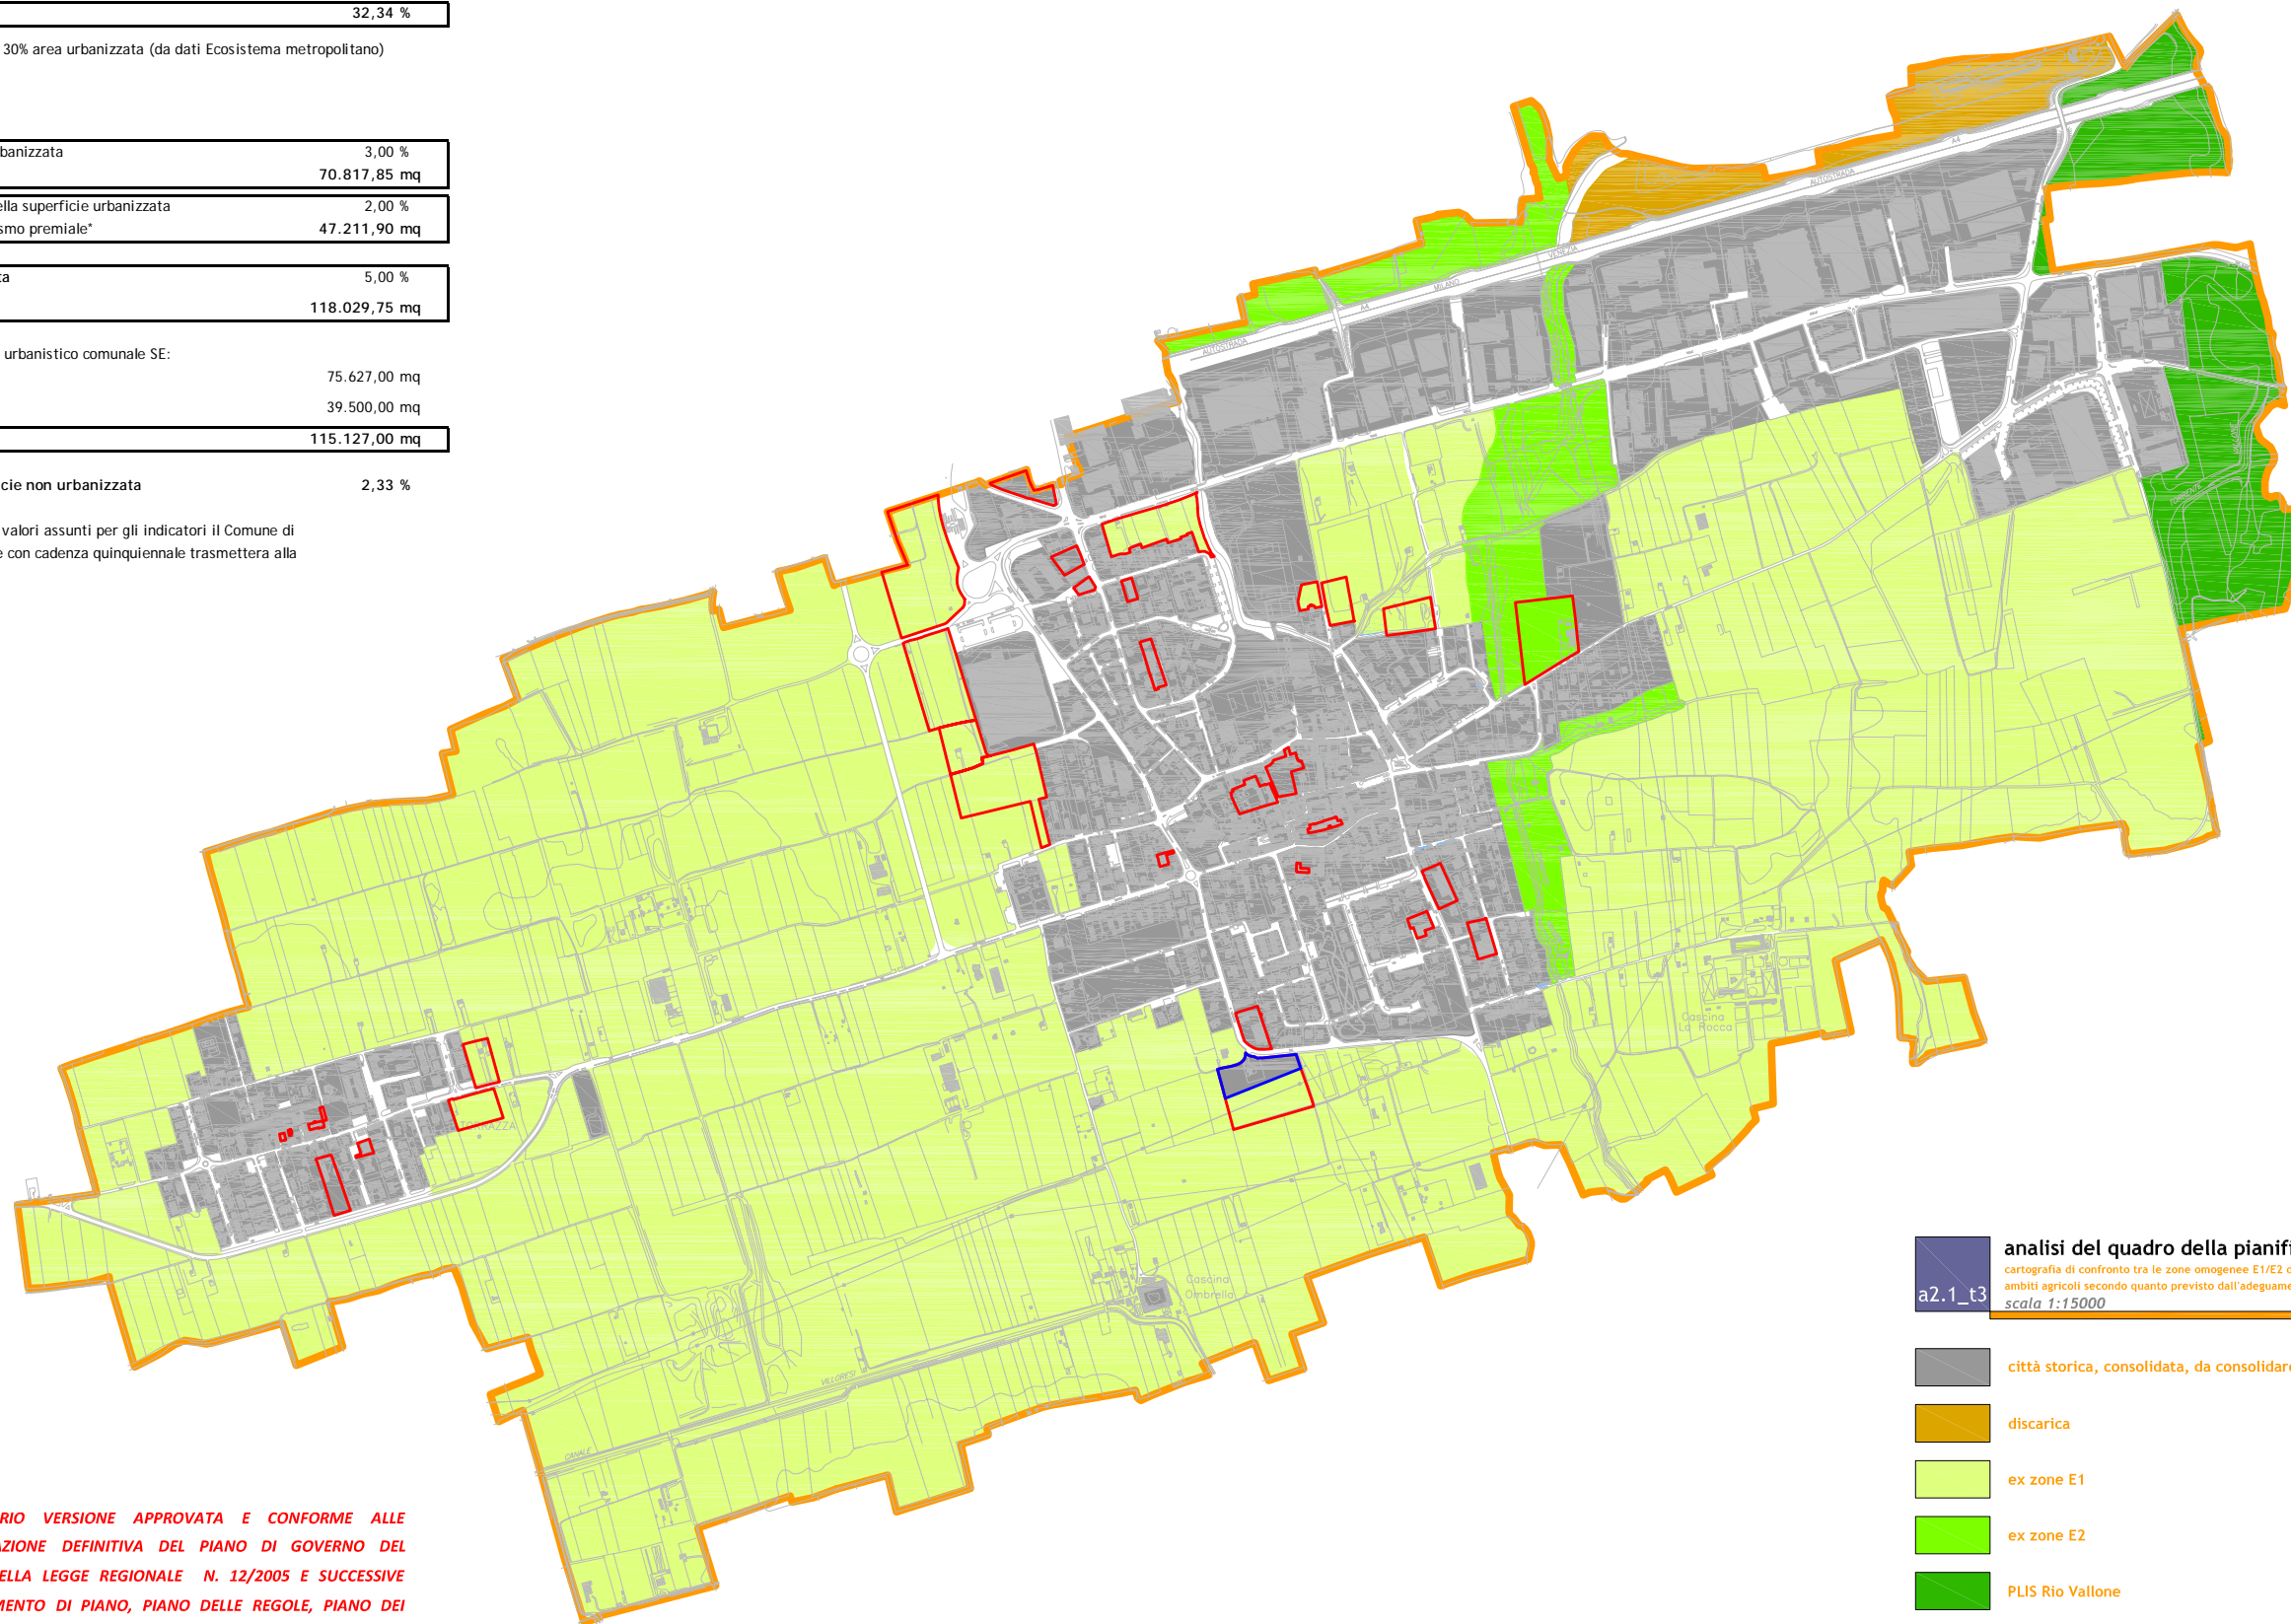 32,34 %
30% area urbanizzata (da dati Ecosistema metropolitano)
banizzata 3,00 %
70.817,85 mq
ella superficie urbanizzata 2,00 %
smo premiale* 47.211,90 mq
ta 5,00 %
118.029,75 mq
urbanistico comunale SE:
75.627,00 mq
39.500,00 mq
115.127,00 mq
cie non urbanizzata 2,33 %
valori assunti per gli indicatori il Comune di
e con cadenza quinquennale trasmettera alla
A4
AUTOSTRADA
VENEZIA
MILANO
A4
AUTOSTRADA
TORRENTE
VALLONE
Cascina
La Rocca
TORRAZZA
Cascina
Ombrella
VILLORESI
CANALE
analisi del quadro della pianifi
cartografia di confronto tra le zone omogenee E1/E2 d
ambiti agricoli secondo quanto previsto dall'adeguame
a2.1_t3
scala 1:15000
città storica, consolidata, da consolidare
discarica
ex zone E1
ex zone E2
PLIS Rio Vallone
RIO VERSIONE APPROVATA E CONFORME ALLE
AZIONE DEFINITIVA DEL PIANO DI GOVERNO DEL
ELLA LEGGE REGIONALE N. 12/2005 E SUCCESSIVE
MENTO DI PIANO, PIANO DELLE REGOLE, PIANO DEI